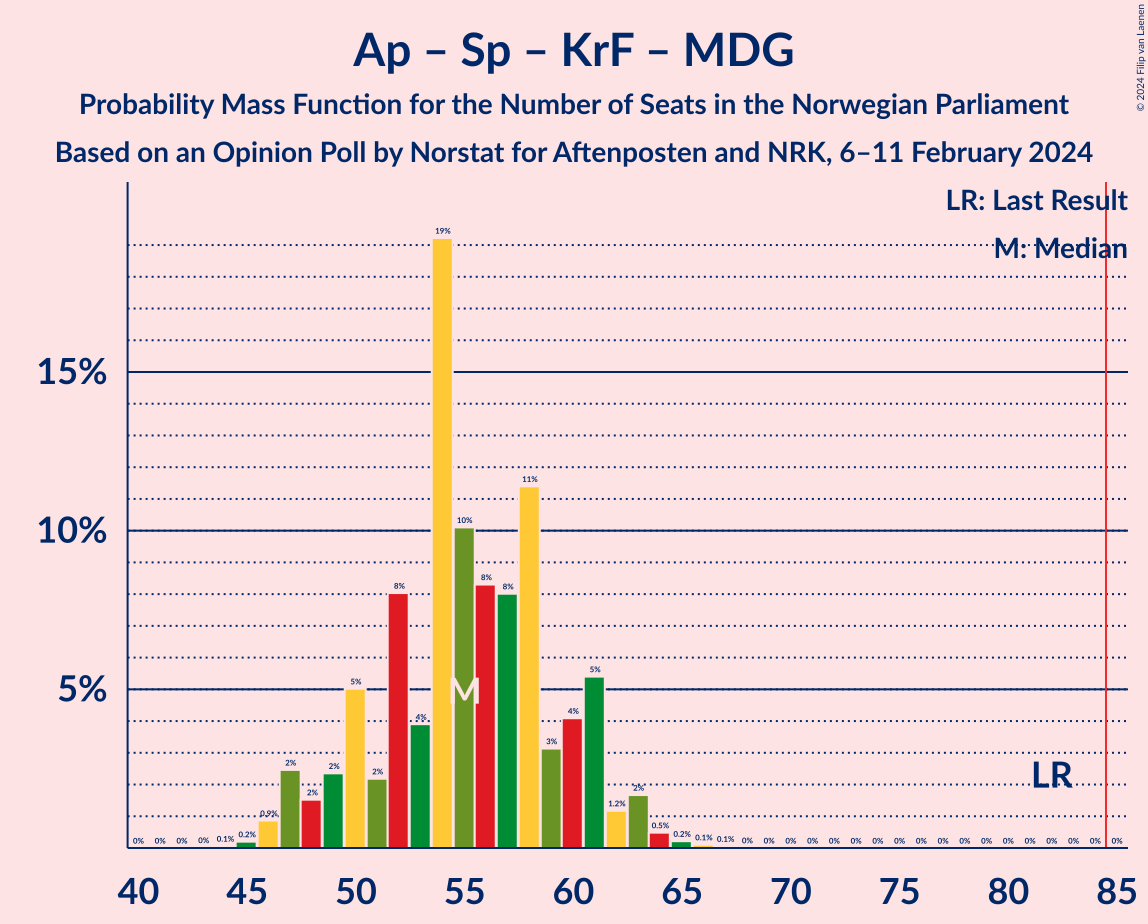 Ap – Sp – KrF – MDG
Probability Mass Function for the Number of Seats in the Norwegian Parliament
Based on an Opinion Poll by Norstat for Aftenposten and NRK, 6–11 February 2024
© 2024 Filip van Laenen
LR: Last Result
M: Median
15%
10%
5%
0% 0% 0% 0% 0.1% 0.2% 0.9% 2% 2% 2% 5% 2% 8% 4% 19% 10% 8% 8% 11% 3% 4% 5% 1.2% 2% 0.5% 0.2% 0.1% 0.1% 0% 0% 0% 0% 0% 0% 0% 0% 0% 0% 0% 0% 0% 0% 0% 0% 0% 0%
M
LR
40 45 50 55 60 65 70 75 80 85